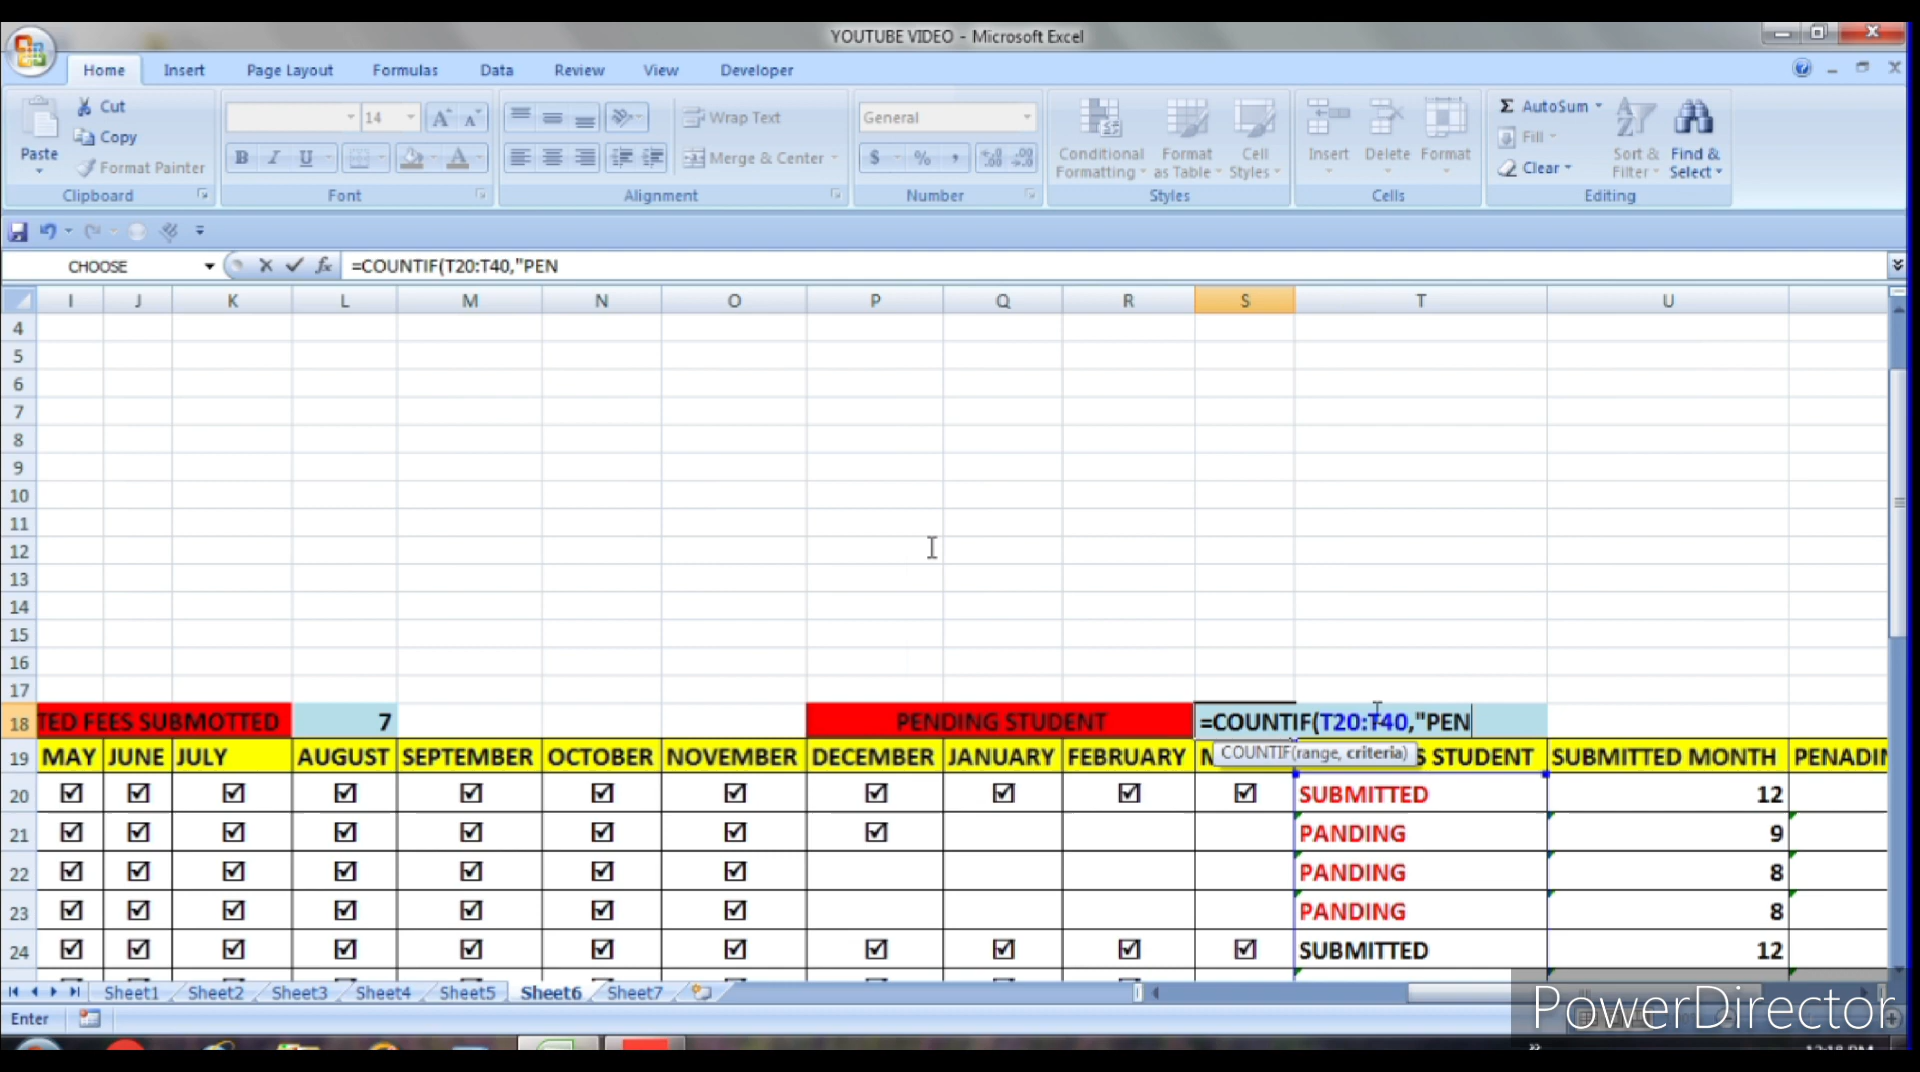 YOUTUBE VIDEO - Microsoft Excel
Home Insert Page Layout Formulas Data Review View Developer
Paste Cut Copy Format Painter Clipboard
14 B I U Font
Wrap Text Merge & Center Alignment
General $ % , Number
Conditional Formatting Format as Table Cell Styles Styles
Insert Delete Format Cells
Σ AutoSum Fill Clear Sort & Filter Find & Select Editing
CHOOSE fx =COUNTIF(T20:T40,"PEN
I J K L M N O P Q R S T U
4
5
6
7
8
9
10
11
12
13
14
15
16
17
18 TED FEES SUBMOTTED 7 PENDING STUDENT =COUNTIF(T20:T40,"PEN
COUNTIF(range, criteria)
19 MAY JUNE JULY AUGUST SEPTEMBER OCTOBER NOVEMBER DECEMBER JANUARY FEBRUARY S STUDENT SUBMITTED MONTH PENADIN
20 SUBMITTED 12
21 PANDING 9
22 PANDING 8
23 PANDING 8
24 SUBMITTED 12
Sheet1 Sheet2 Sheet3 Sheet4 Sheet5 Sheet6 Sheet7
Enter
PowerDirector